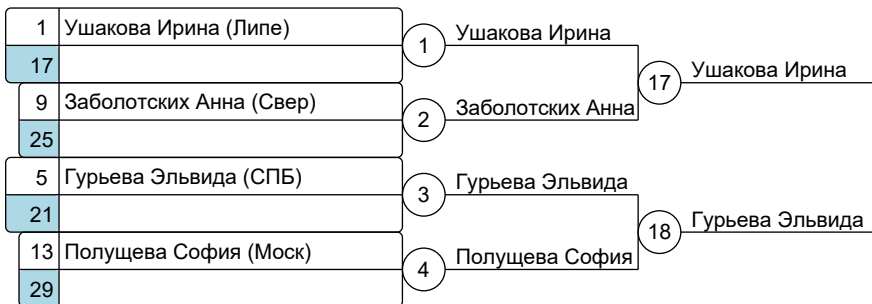 1 Ушакова Ирина (Липе)
17
9 Заболотских Анна (Свер)
25
5 Гурьева Эльвида (СПБ)
21
13 Полущева София (Моск)
29
1 Ушакова Ирина
2 Заболотских Анна
3 Гурьева Эльвида
4 Полущева София
17 Ушакова Ирина
18 Гурьева Эльвида